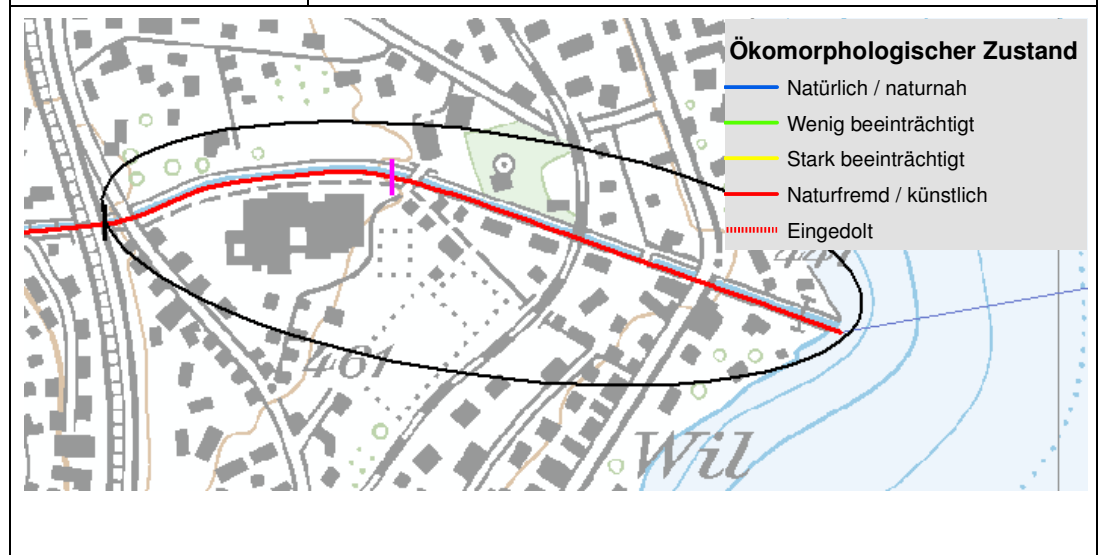 Ökomorphologischer Zustand
Natürlich / naturnah
Wenig beeinträchtigt
Stark beeinträchtigt
Naturfremd / künstlich
Eingedolt
461
Wil